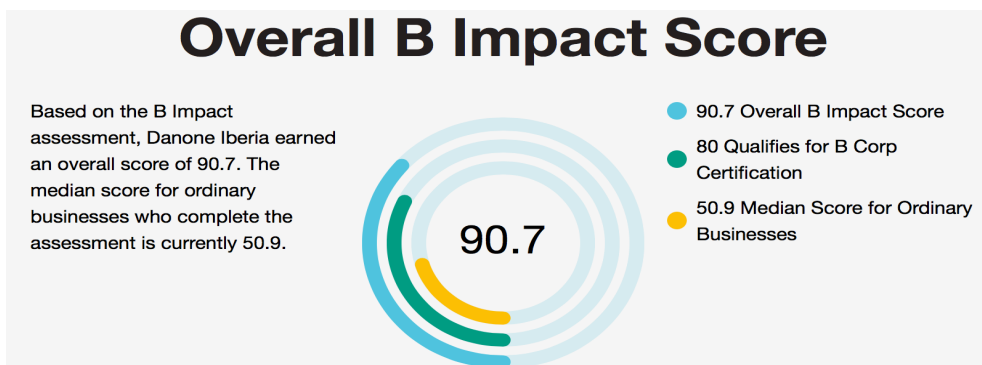 Overall B Impact Score
Based on the B Impact
assessment, Danone Iberia earned
an overall score of 90.7. The
median score for ordinary
businesses who complete the
assessment is currently 50.9.
90.7
90.7 Overall B Impact Score
80 Qualifies for B Corp
Certification
50.9 Median Score for Ordinary
Businesses